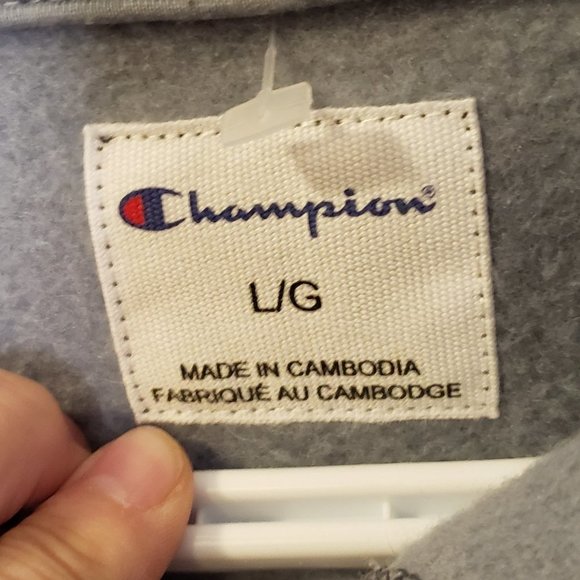 Champion®
L/G
MADE IN CAMBODIA
FABRIQUÉ AU CAMBODGE